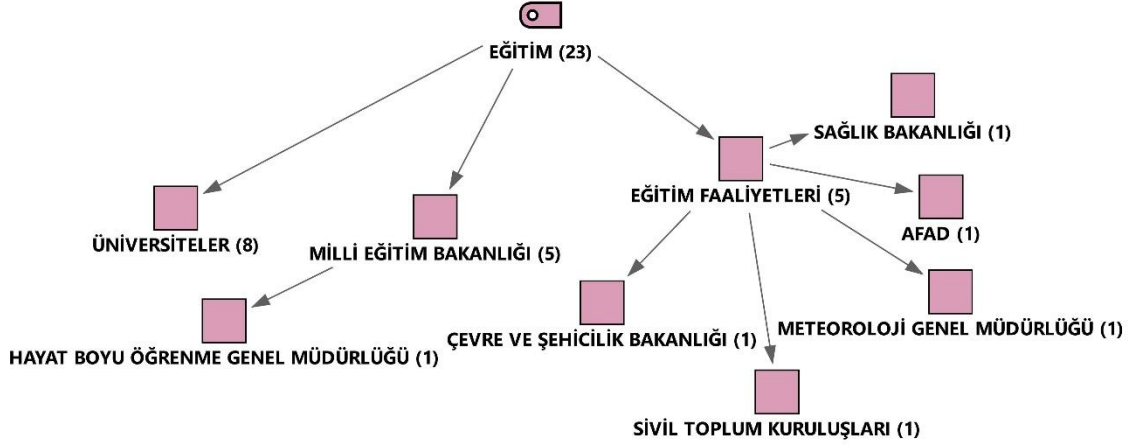 EĞİTİM (23)
SAĞLIK BAKANLIĞI (1)
EĞİTİM FAALİYETLERİ (5)
AFAD (1)
ÜNİVERSİTELER (8)
MİLLİ EĞİTİM BAKANLIĞI (5)
METEOROLOJİ GENEL MÜDÜRLÜĞÜ (1)
ÇEVRE VE ŞEHİCİLİK BAKANLIĞI (1)
HAYAT BOYU ÖĞRENME GENEL MÜDÜRLÜĞÜ (1)
SİVİL TOPLUM KURULUŞLARI (1)